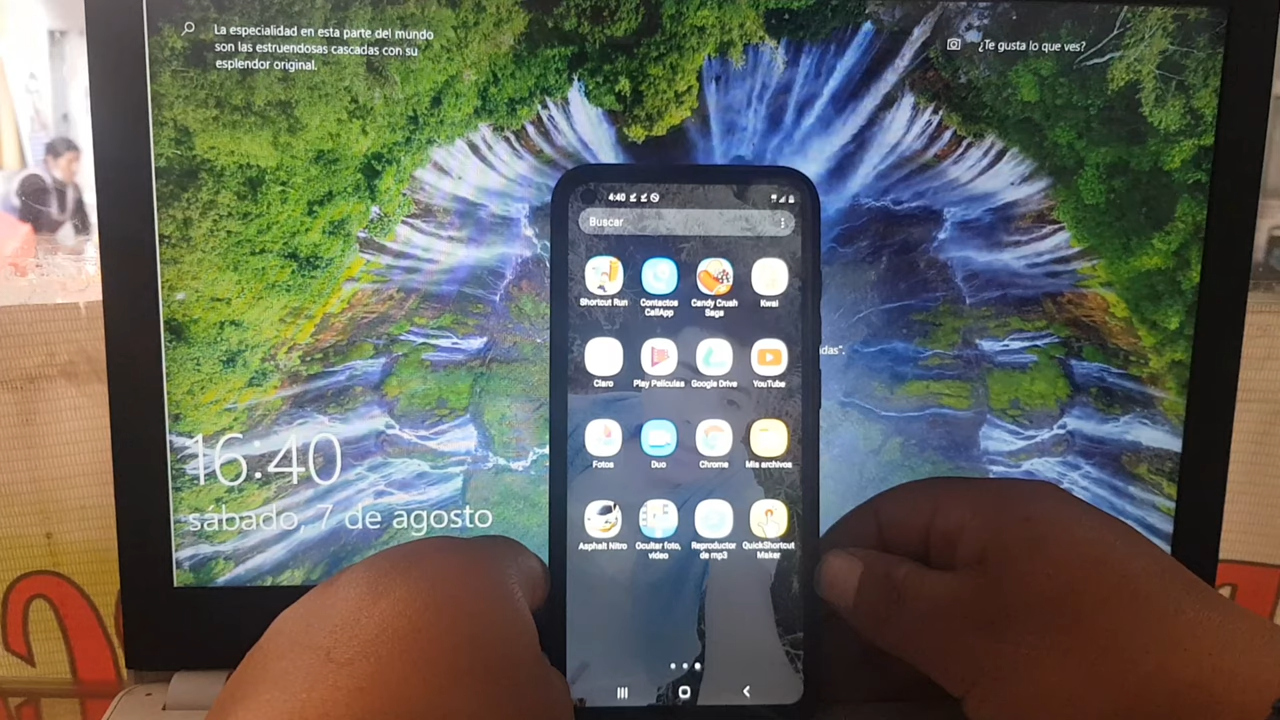 La especialidad en esta parte del mundo
son las estruendosas cascadas con su
esplendor original.
¿Te gusta lo que ves?
4:40
Buscar
Shortcut Run
Contactos
CallApp
Candy Crush
Saga
Kwai
idas".
Claro
Play Películas
Google Drive
YouTube
Fotos
Duo
Chrome
Mis archivos
Asphalt Nitro
Ocultar foto,
video
Reproductor
de mp3
QuickShortcut
Maker
16:40
sábado, 7 de agosto